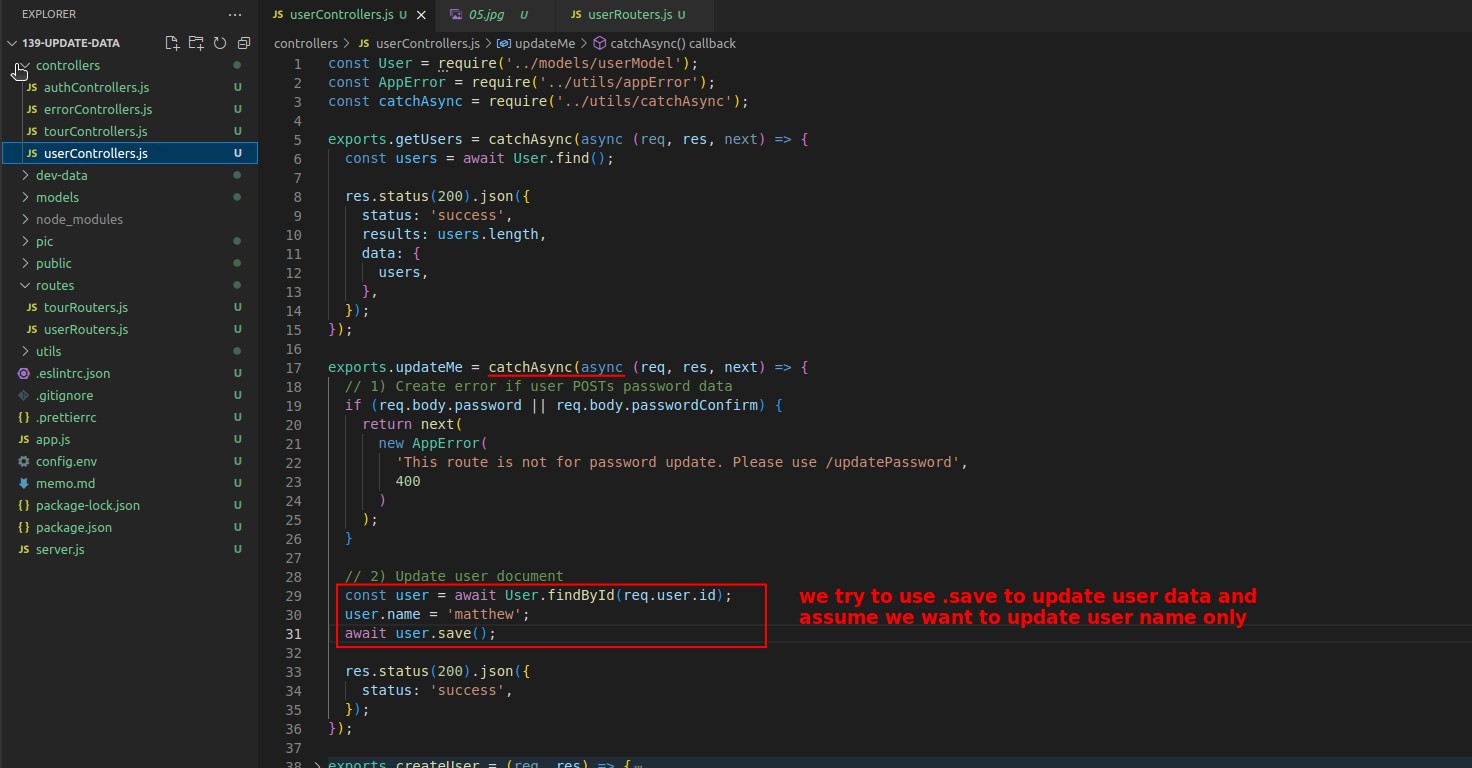 EXPLORER
139-UPDATE-DATA
controllers
JS authControllers.js U
JS errorControllers.js U
JS tourControllers.js U
JS userControllers.js U
dev-data
models
node_modules
pic
public
routes
JS tourRouters.js U
JS userRouters.js U
utils
.eslintrc.json U
.gitignore U
{} .prettierrc U
JS app.js U
config.env U
memo.md U
{} package-lock.json U
{} package.json U
JS server.js U
JS userControllers.js U
05.jpg U
JS userRouters.js U
controllers > JS userControllers.js > updateMe > catchAsync() callback
1 const User = require('../models/userModel');
2 const AppError = require('../utils/appError');
3 const catchAsync = require('../utils/catchAsync');
4
5 exports.getUsers = catchAsync(async (req, res, next) => {
6 const users = await User.find();
7
8 res.status(200).json({
9 status: 'success',
10 results: users.length,
11 data: {
12 users,
13 },
14 });
15 });
16
17 exports.updateMe = catchAsync(async (req, res, next) => {
18 // 1) Create error if user POSTs password data
19 if (req.body.password || req.body.passwordConfirm) {
20 return next(
21 new AppError(
22 'This route is not for password update. Please use /updatePassword',
23 400
24 )
25 );
26 }
27
28 // 2) Update user document
29 const user = await User.findById(req.user.id);
30 user.name = 'matthew';
31 await user.save();
32
33 res.status(200).json({
34 status: 'success',
35 });
36 });
37
38 exports.createUser = (req, res) => {
we try to use .save to update user data and
assume we want to update user name only